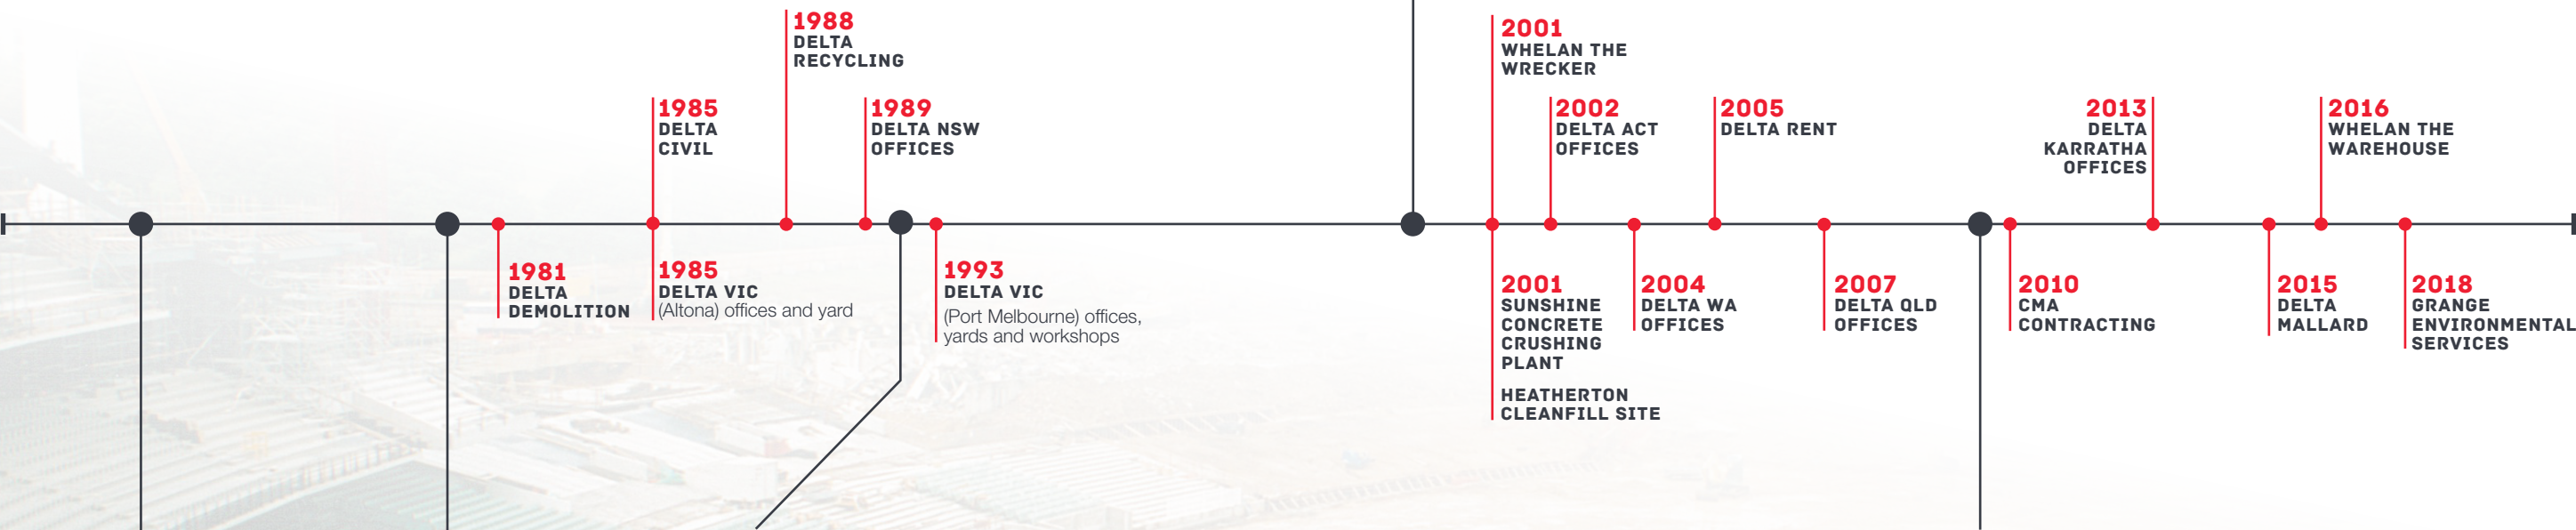 1981
DELTA
DEMOLITION
1985
DELTA
CIVIL
1985
DELTA VIC
(Altona) offices and yard
1988
DELTA
RECYCLING
1989
DELTA NSW
OFFICES
1993
DELTA VIC
(Port Melbourne) offices,
yards and workshops
2001
WHELAN THE
WRECKER
2001
SUNSHINE
CONCRETE
CRUSHING
PLANT
HEATHERTON
CLEANFILL SITE
2002
DELTA ACT
OFFICES
2004
DELTA WA
OFFICES
2005
DELTA RENT
2007
DELTA QLD
OFFICES
2010
CMA
CONTRACTING
2013
DELTA
KARRATHA
OFFICES
2015
DELTA
MALLARD
2016
WHELAN THE
WAREHOUSE
2018
GRANGE
ENVIRONMENTAL
SERVICES